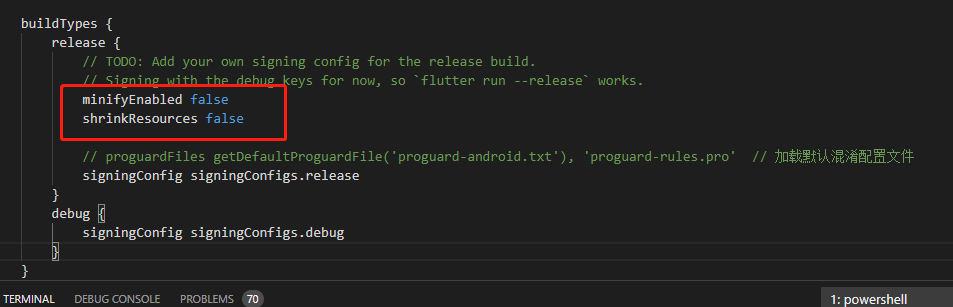 buildTypes {
release {
// TODO: Add your own signing config for the release build.
// Signing with the debug keys for now, so `flutter run --release` works.
minifyEnabled false
shrinkResources false
// proguardFiles getDefaultProguardFile('proguard-android.txt'), 'proguard-rules.pro'  // 加载默认混淆配置文件
signingConfig signingConfigs.release
}
debug {
signingConfig signingConfigs.debug
}
}
TERMINAL DEBUG CONSOLE PROBLEMS 70 1: powershell